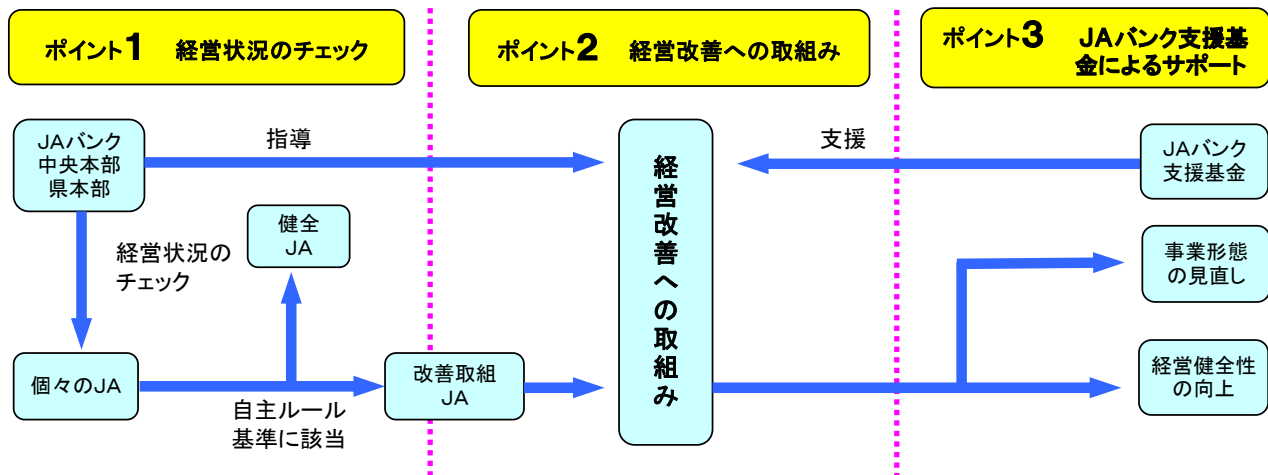 ポイント1 経営状況のチェック
ポイント2 経営改善への取組み
ポイント3 JAバンク支援基
金によるサポート
JAバンク
中央本部
県本部
指導
経営状況の
チェック
健全
JA
個々のJA
自主ルール
基準に該当
改善取組
JA
経営改善への取組み
支援
JAバンク
支援基金
事業形態
の見直し
経営健全性
の向上